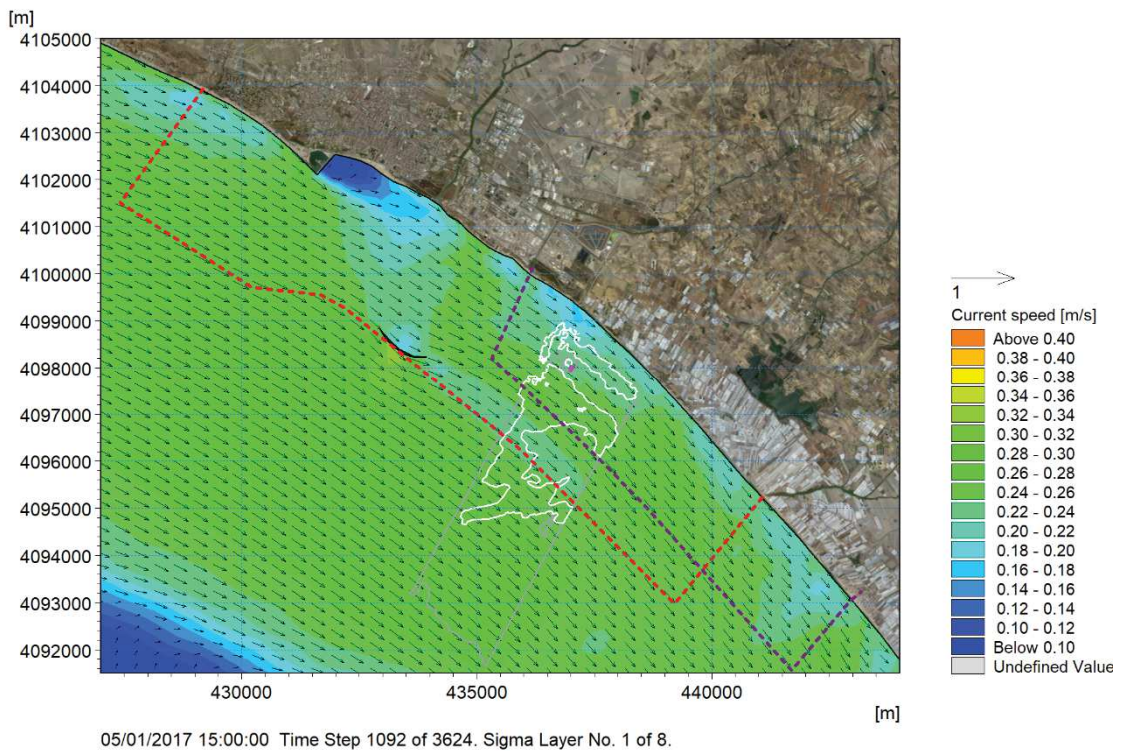 [m]
4105000
4104000
4103000
4102000
4101000
4100000
4099000
4098000
4097000
4096000
4095000
4094000
4093000
4092000
430000 435000 440000
[m]
1
Current speed [m/s]
Above 0.40
0.38 - 0.40
0.36 - 0.38
0.34 - 0.36
0.32 - 0.34
0.30 - 0.32
0.28 - 0.30
0.26 - 0.28
0.24 - 0.26
0.22 - 0.24
0.20 - 0.22
0.18 - 0.20
0.16 - 0.18
0.14 - 0.16
0.12 - 0.14
0.10 - 0.12
Below 0.10
Undefined Value
05/01/2017 15:00:00 Time Step 1092 of 3624. Sigma Layer No. 1 of 8.